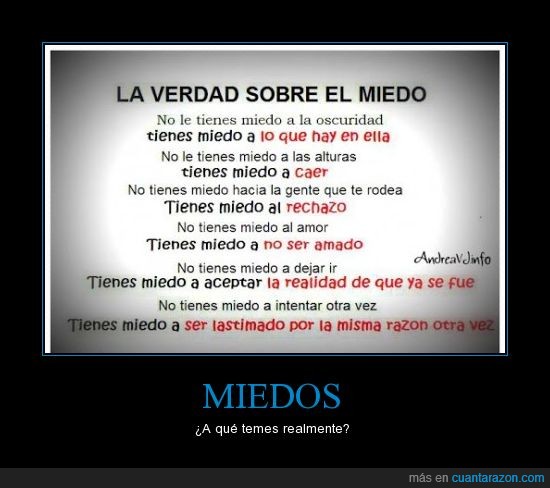 LA VERDAD SOBRE EL MIEDO
No le tienes miedo a la oscuridad
tienes miedo a lo que hay en ella
No le tienes miedo a las alturas
tienes miedo a caer
No tienes miedo hacia la gente que te rodea
Tienes miedo al rechazo
No tienes miedo al amor
Tienes miedo a no ser amado
AndreaVJinfo
No tienes miedo a dejar ir
Tienes miedo a aceptar la realidad de que ya se fue
No tienes miedo a intentar otra vez
Tienes miedo a ser lastimado por la misma razon otra vez
MIEDOS
¿A qué temes realmente?
más en cuantarazon.com